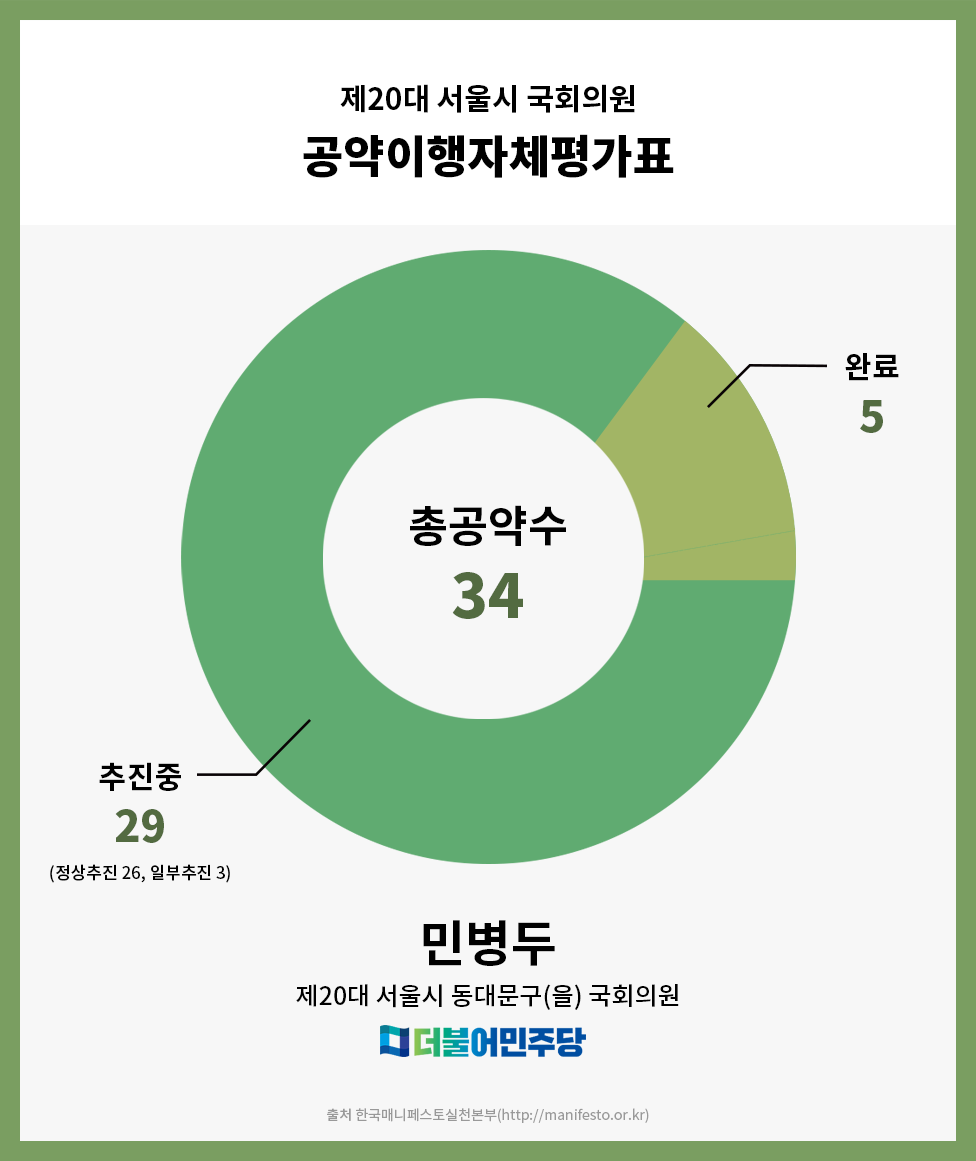 제20대 서울시 국회의원
공약이행자체평가표
완료
5
총공약수
34
추진중
29
(정상추진 26, 일부추진 3)
민병두
제20대 서울시 동대문구(을) 국회의원
더불어민주당
출처 한국매니페스토실천본부(http://manifesto.or.kr)